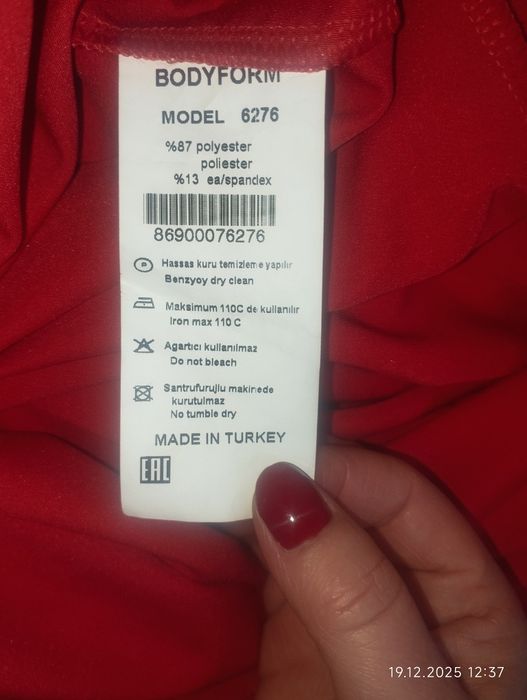 BODYFORM
MODEL 6276
%87 polyester
poliester
%13 ea/spandex
86900076276
P
Hassas kuru temizleme yapılır
Benzyoy dry clean
Maksimum 110C de kullanılır
Iron max 110 C
Agartıcı kullanılmaz
Do not bleach
Santrufurujlu makinede
kurutulmaz
No tumble dry
MADE IN TURKEY
EAC
19.12.2025 12:37